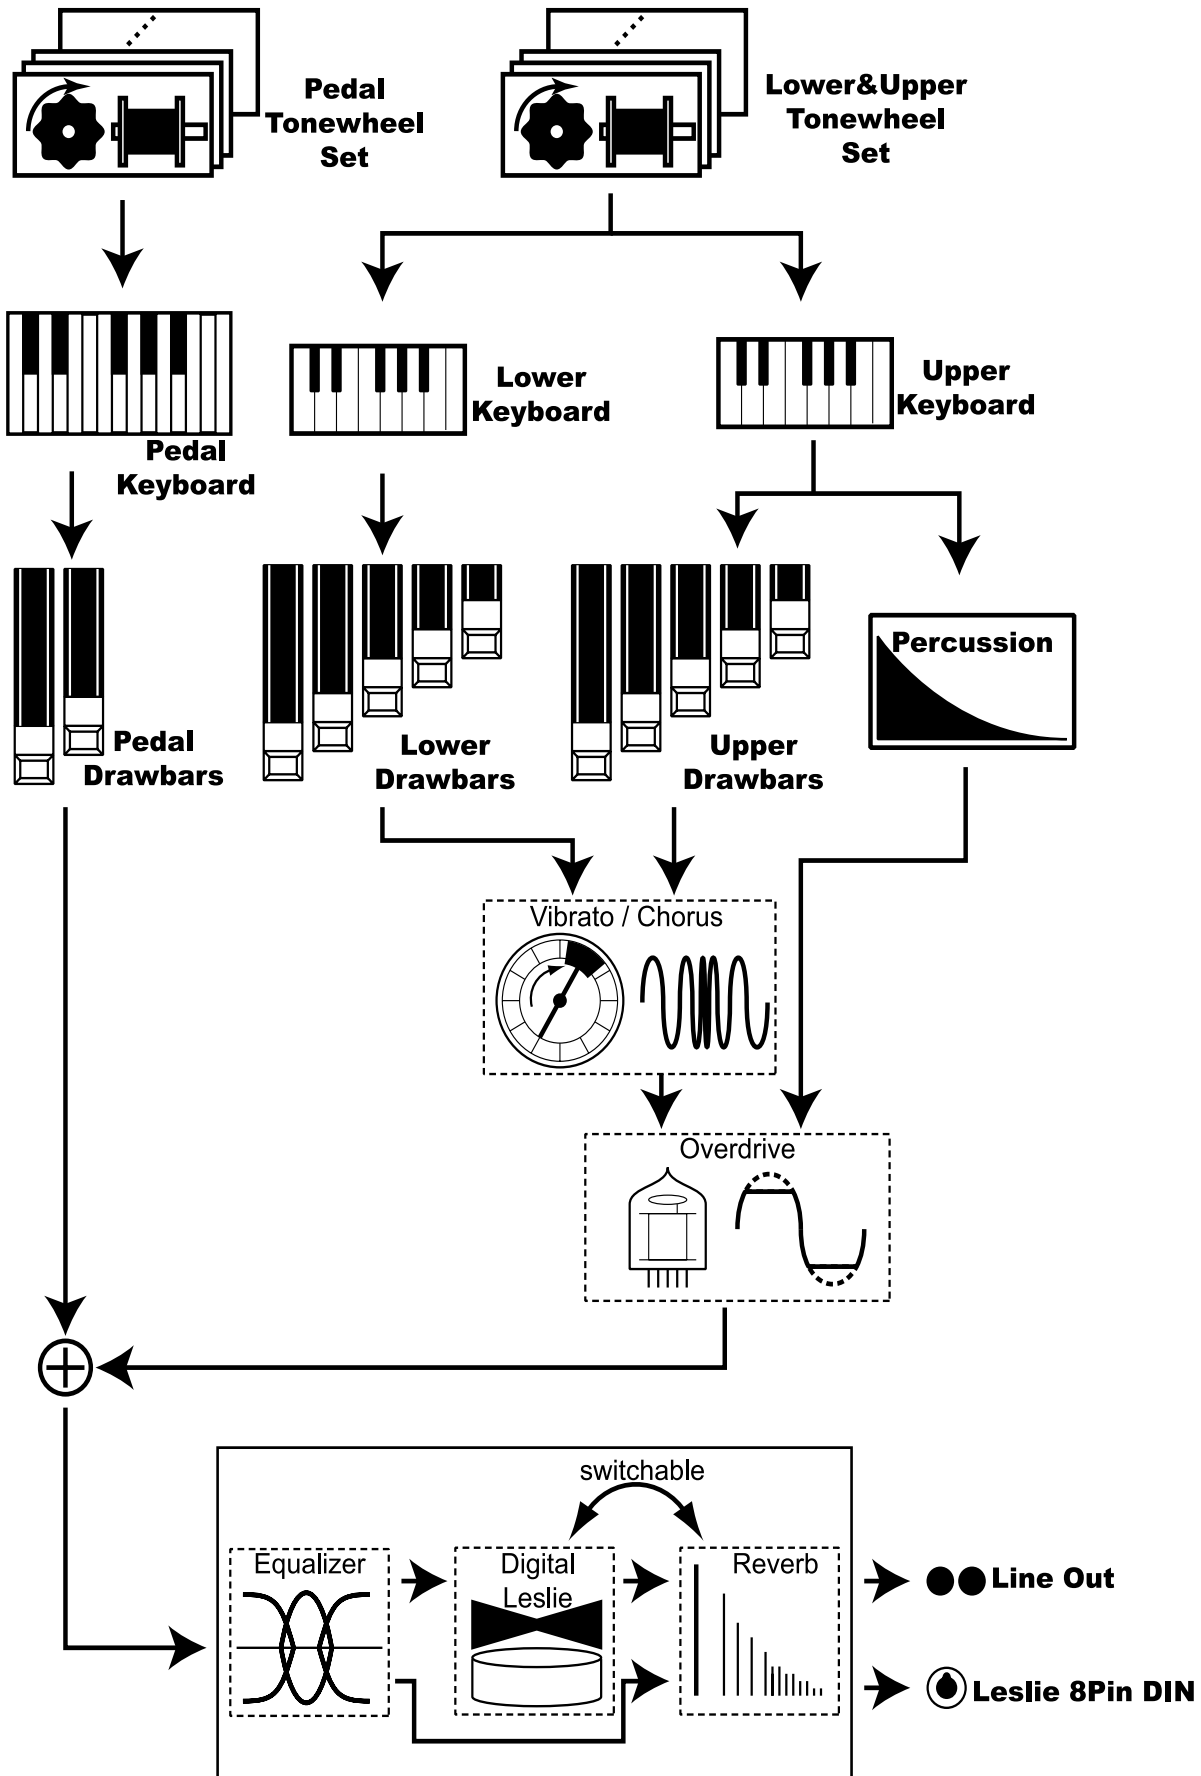 Pedal
Tonewheel
Set
Lower&Upper
Tonewheel
Set
Pedal
Keyboard
Lower
Keyboard
Upper
Keyboard
Pedal
Drawbars
Lower
Drawbars
Upper
Drawbars
Percussion
Vibrato / Chorus
Overdrive
switchable
Equalizer
Digital
Leslie
Reverb
Line Out
Leslie 8Pin DIN